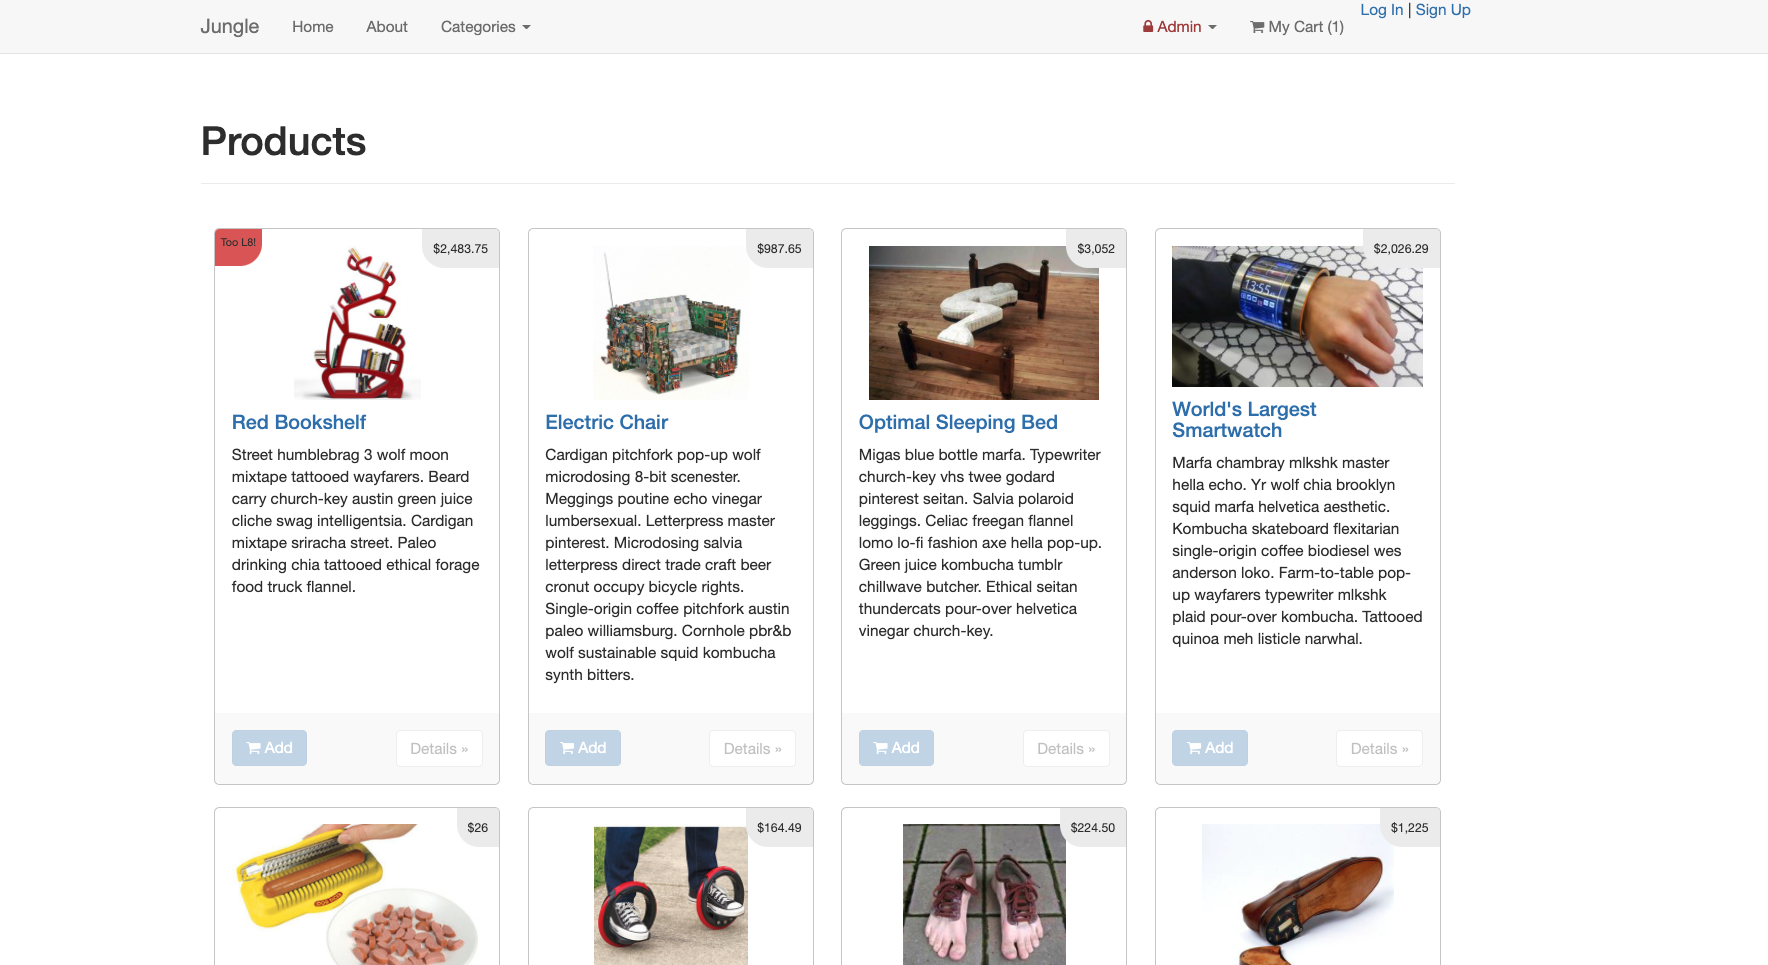 Jungle Home About Categories Admin My Cart (1) Log In | Sign Up
Products
Too L8!
$2,483.75
Red Bookshelf
Street humblebrag 3 wolf moon
mixtape tattooed wayfarers. Beard
carry church-key austin green juice
cliche swag intelligentsia. Cardigan
mixtape sriracha street. Paleo
drinking chia tattooed ethical forage
food truck flannel.
Add Details »
$987.65
Electric Chair
Cardigan pitchfork pop-up wolf
microdosing 8-bit scenester.
Meggings poutine echo vinegar
lumbersexual. Letterpress master
pinterest. Microdosing salvia
letterpress direct trade craft beer
cronut occupy bicycle rights.
Single-origin coffee pitchfork austin
paleo williamsburg. Cornhole pbr&b
wolf sustainable squid kombucha
synth bitters.
Add Details »
$3,052
Optimal Sleeping Bed
Migas blue bottle marfa. Typewriter
church-key vhs twee godard
pinterest seitan. Salvia polaroid
leggings. Celiac freegan flannel
lomo lo-fi fashion axe hella pop-up.
Green juice kombucha tumblr
chillwave butcher. Ethical seitan
thundercats pour-over helvetica
vinegar church-key.
Add Details »
$2,026.29
13:55
World's Largest
Smartwatch
Marfa chambray mlkshk master
hella echo. Yr wolf chia brooklyn
squid marfa helvetica aesthetic.
Kombucha skateboard flexitarian
single-origin coffee biodiesel wes
anderson loko. Farm-to-table pop-
up wayfarers typewriter mlkshk
plaid pour-over kombucha. Tattooed
quinoa meh listicle narwhal.
Add Details »
$26
$164.49
$224.50
$1,225